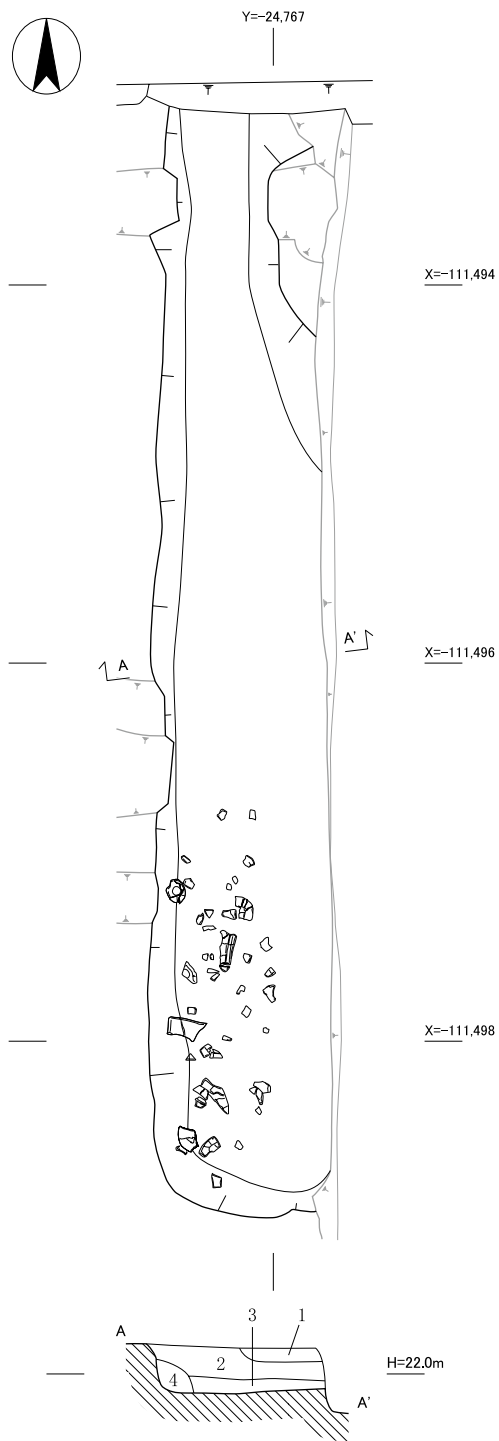 Y=-24,767
X=-111,494
X=-111,496
A
A'
X=-111,498
A
3
1
2
4
H=22.0m
A'